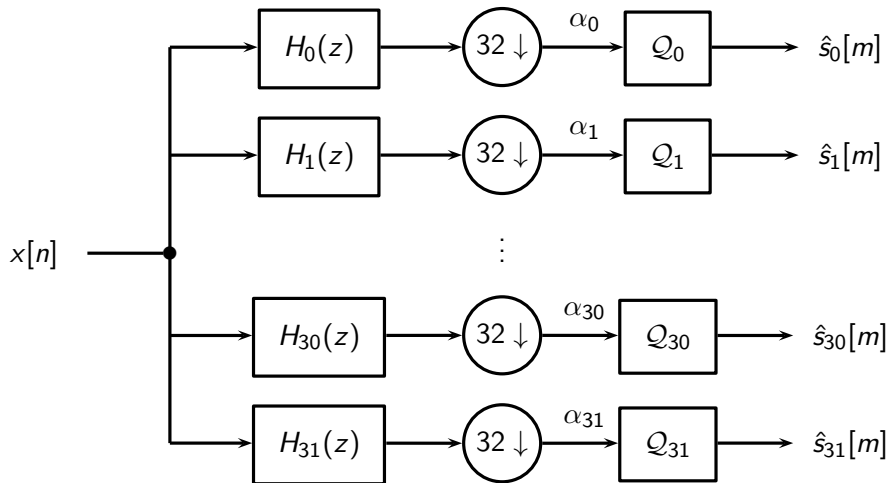 H₀(z) 32 ↓ α₀ 𝒬₀ ŝ₀[m]
H₁(z) 32 ↓ α₁ 𝒬₁ ŝ₁[m]
x[n] ⋮
H₃₀(z) 32 ↓ α₃₀ 𝒬₃₀ ŝ₃₀[m]
H₃₁(z) 32 ↓ α₃₁ 𝒬₃₁ ŝ₃₁[m]